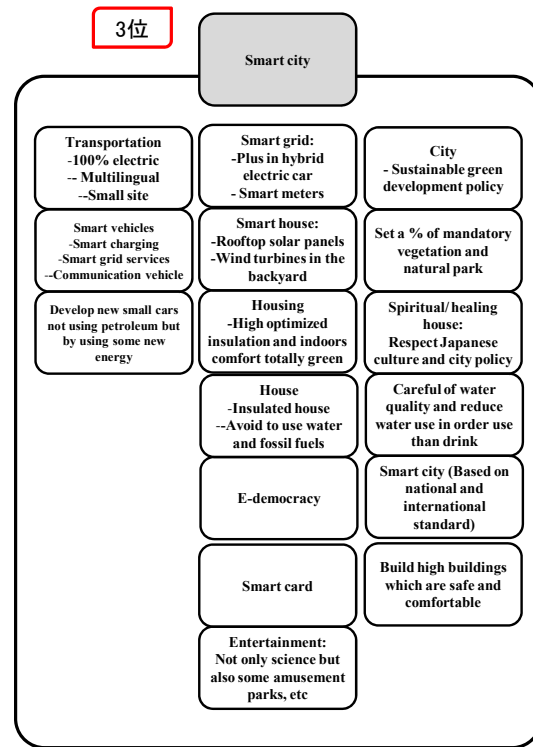 3位
Smart city
Transportation
-100% electric
-- Multilingual
--Small site
Smart vehicles
-Smart charging
-Smart grid services
--Communication vehicle
Develop new small cars
not using petroleum but
by using some new
energy
Smart grid:
-Plus in hybrid
electric car
- Smart meters
Smart house:
-Rooftop solar panels
-Wind turbines in the
backyard
Housing
-High optimized
insulation and indoors
comfort totally green
House
-Insulated house
--Avoid to use water
and fossil fuels
E-democracy
Smart card
Entertainment:
Not only science but
also some amusement
parks, etc
City
- Sustainable green
development policy
Set a % of mandatory
vegetation and
natural park
Spiritual/ healing
house:
Respect Japanese
culture and city policy
Careful of water
quality and reduce
water use in order use
than drink
Smart city (Based on
national and
international
standard)
Build high buildings
which are safe and
comfortable